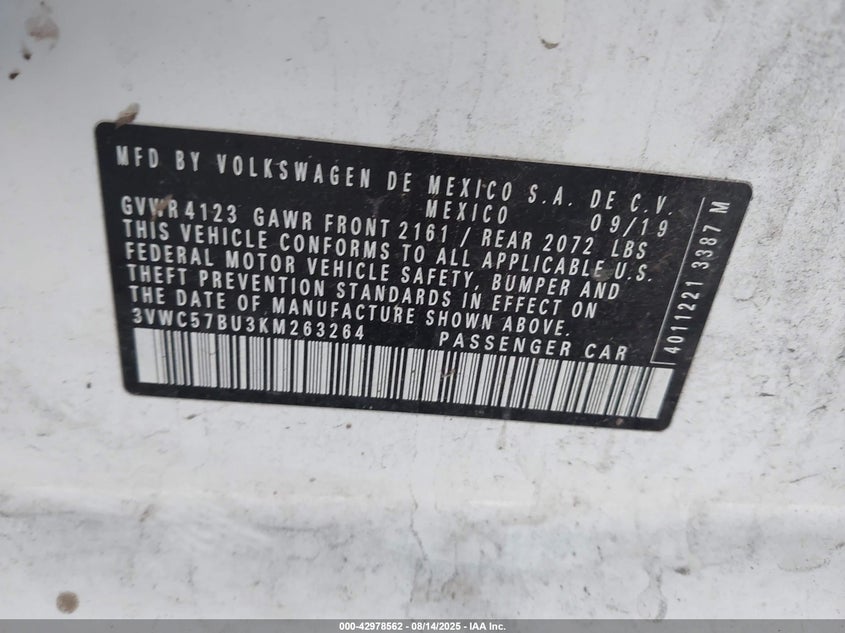 MFD BY VOLKSWAGEN DE MEXICO S.A. DE C.V.
MEXICO 09/19
GVWR4123 GAWR FRONT 2161 / REAR 2072 LBS
THIS VEHICLE CONFORMS TO ALL APPLICABLE U.S.
FEDERAL MOTOR VEHICLE SAFETY, BUMPER AND
THEFT PREVENTION STANDARDS IN EFFECT ON
THE DATE OF MANUFACTURE SHOWN ABOVE.
3VWC57BU3KM263264 PASSENGER CAR
4011221 3387 M
000-42978562 - 08/14/2025 - IAA Inc.